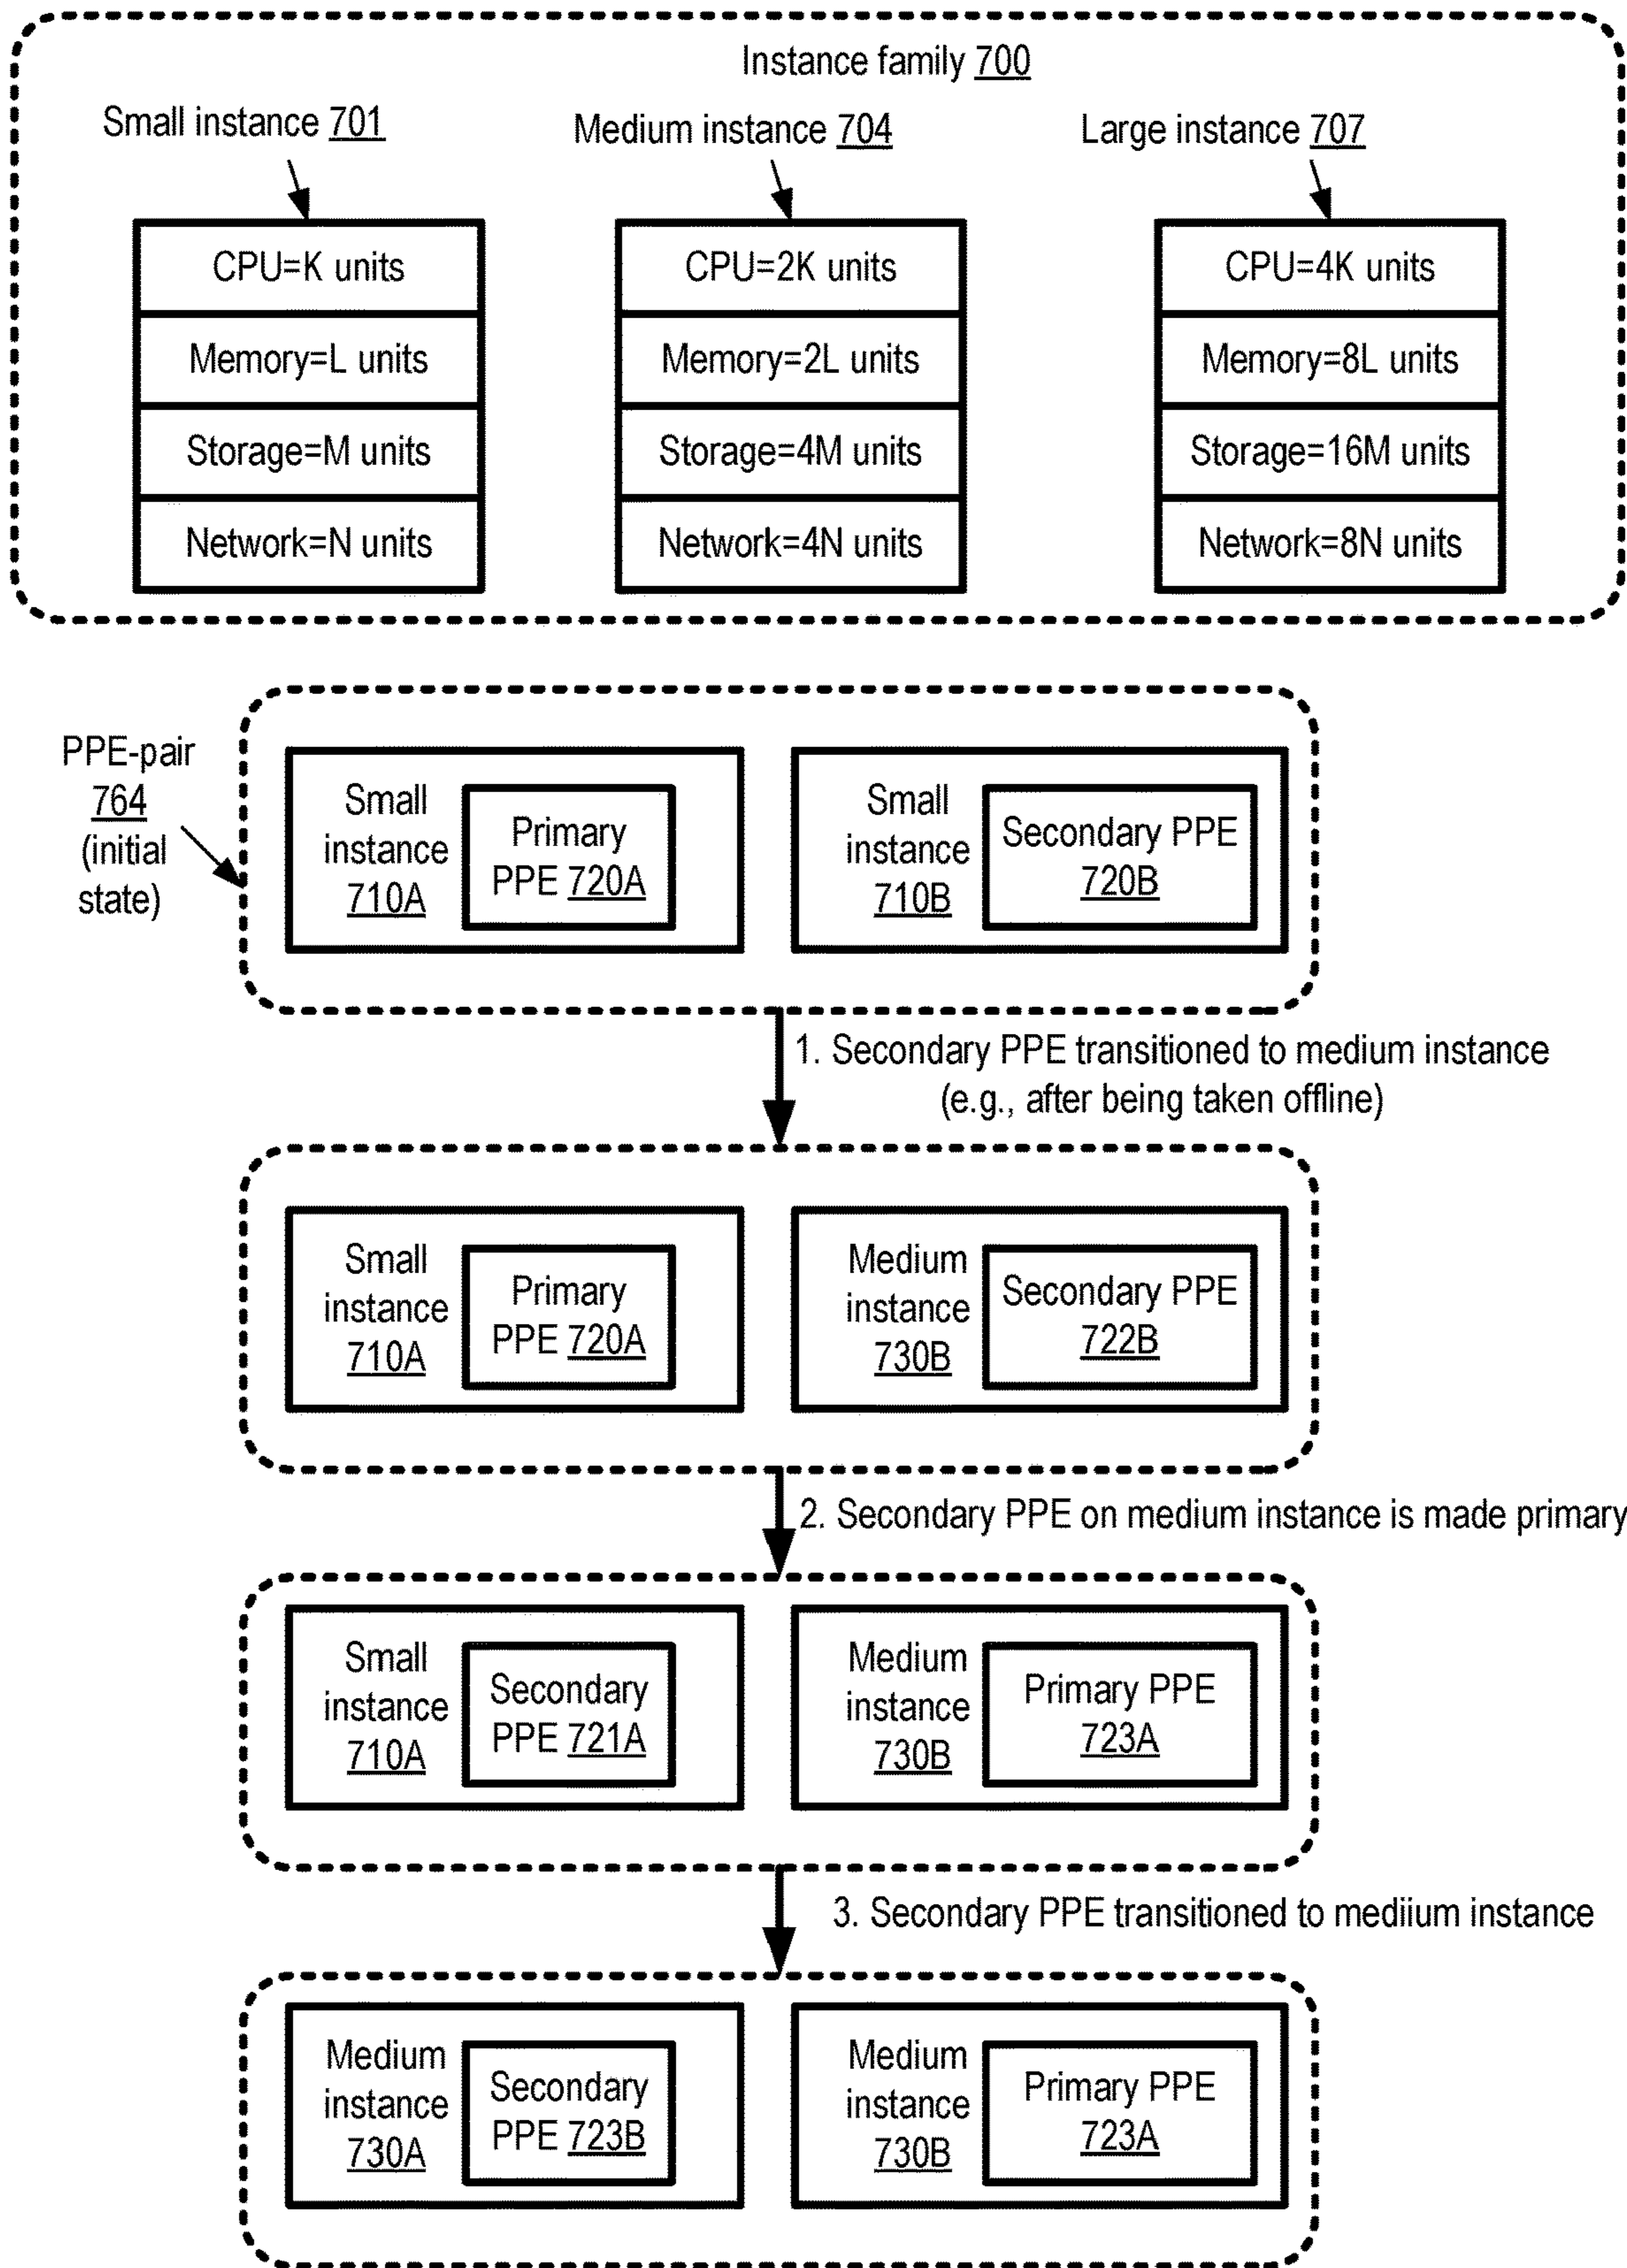 Instance family 700
Small instance 701
Medium instance 704
Large instance 707
CPU=K units
Memory=L units
Storage=M units
Network=N units
CPU=2K units
Memory=2L units
Storage=4M units
Network=4N units
CPU=4K units
Memory=8L units
Storage=16M units
Network=8N units
PPE-pair
764
(initial
state)
Small
instance
710A
Primary
PPE 720A
Small
instance
710B
Secondary PPE
720B
1. Secondary PPE transitioned to medium instance
(e.g., after being taken offline)
Small
instance
710A
Primary
PPE 720A
Medium
instance
730B
Secondary PPE
722B
2. Secondary PPE on medium instance is made primary
Small
instance
710A
Secondary
PPE 721A
Medium
instance
730B
Primary PPE
723A
3. Secondary PPE transitioned to mediium instance
Medium
instance
730A
Secondary
PPE 723B
Medium
instance
730B
Primary PPE
723A